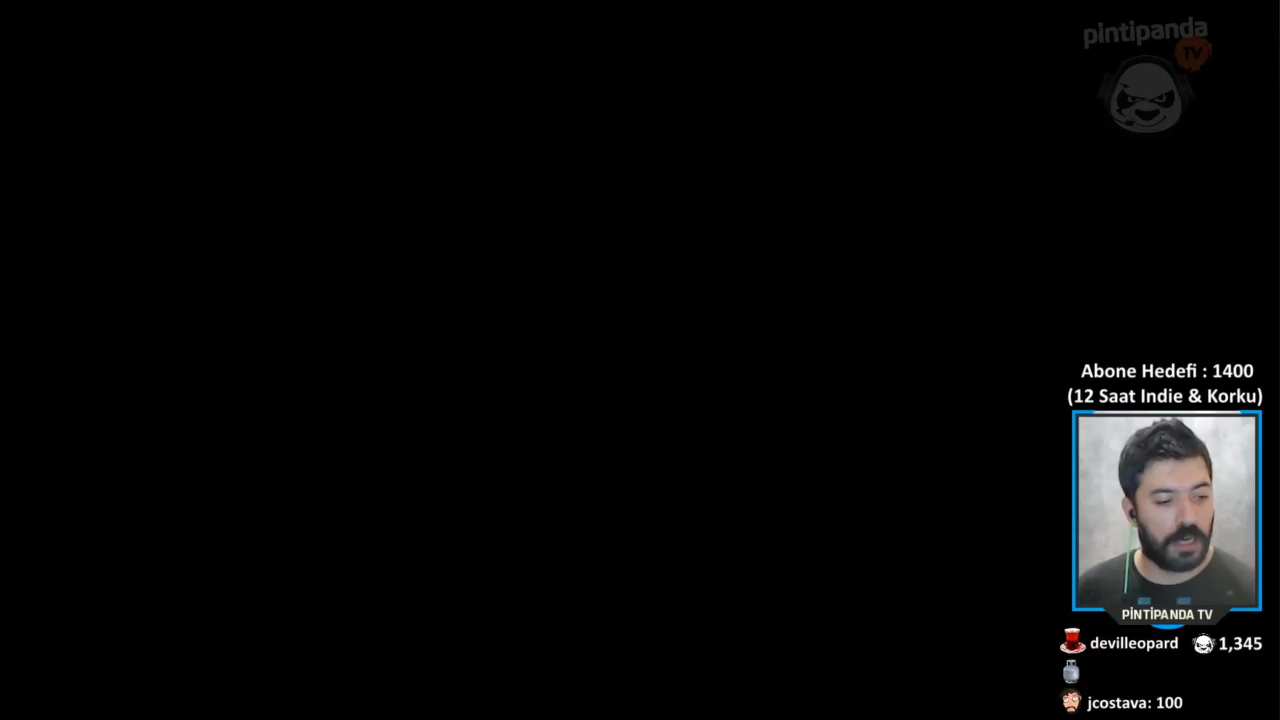 pintipanda
TV
Abone Hedefi : 1400
(12 Saat Indie & Korku)
PİNTİPANDA TV
devilleopard 1,345
jcostava: 100